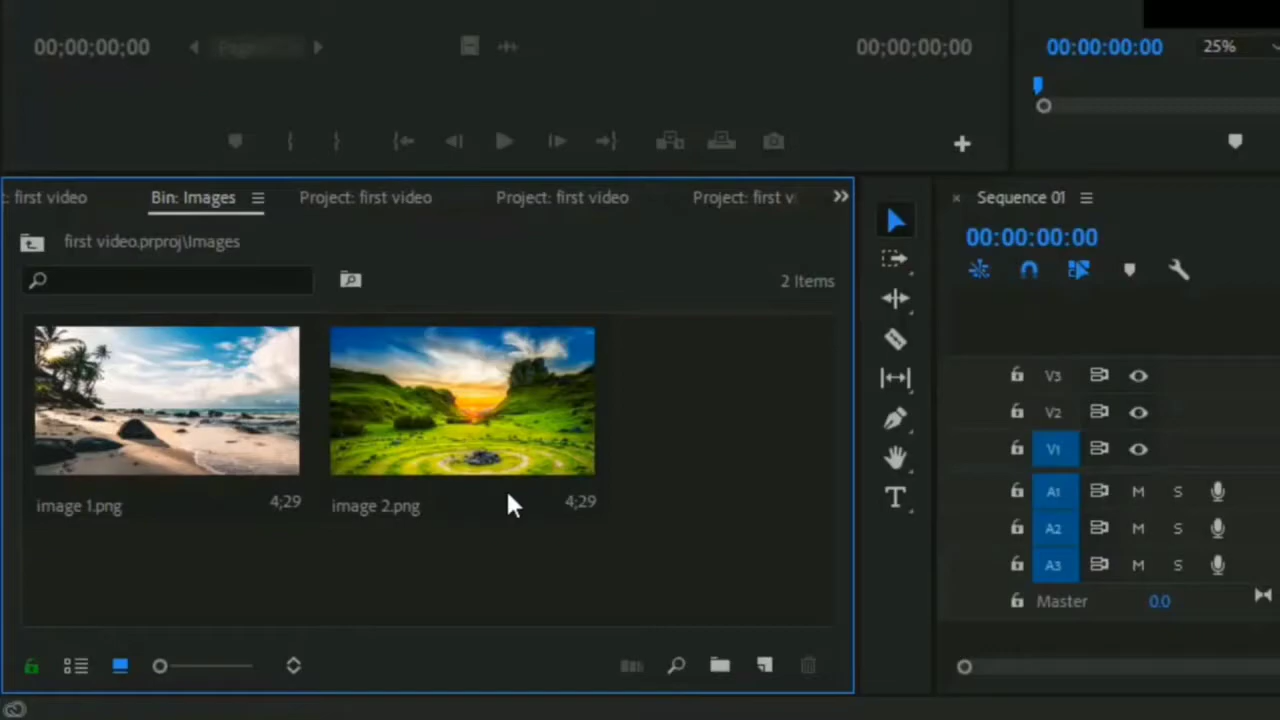 00;00;00;00
00;00;00;00
00:00:00:00
25%
: first video
Bin: Images
Project: first video
Project: first video
Project: first v
Sequence 01
first video.prproj\Images
00:00:00:00
2 Items
V3
V2
V1
image 1.png
4;29
image 2.png
4;29
A1
M
S
A2
M
S
A3
M
S
Master
0.0